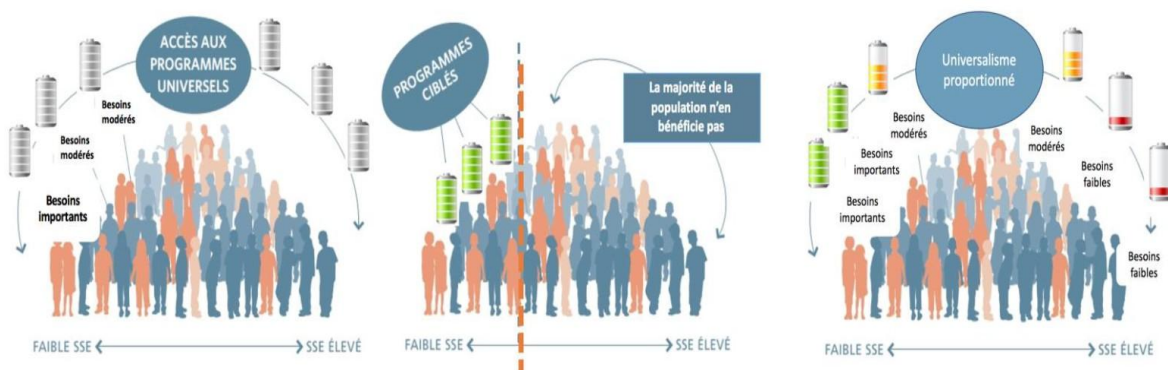 ACCÈS AUX
PROGRAMMES
UNIVERSELS
Besoins
modérés
Besoins
modérés
Besoins
importants
FAIBLE SSE
SSE ÉLEVÉ
PROGRAMMES
CIBLÉS
La majorité de la
population n'en
bénéficie pas
FAIBLE SSE
SSE ÉLEVÉ
Universalisme
proportionné
Besoins
modérés
Besoins
importants
Besoins
importants
Besoins
modérés
Besoins
faibles
Besoins
faibles
FAIBLE SSE
SSE ÉLEVÉ